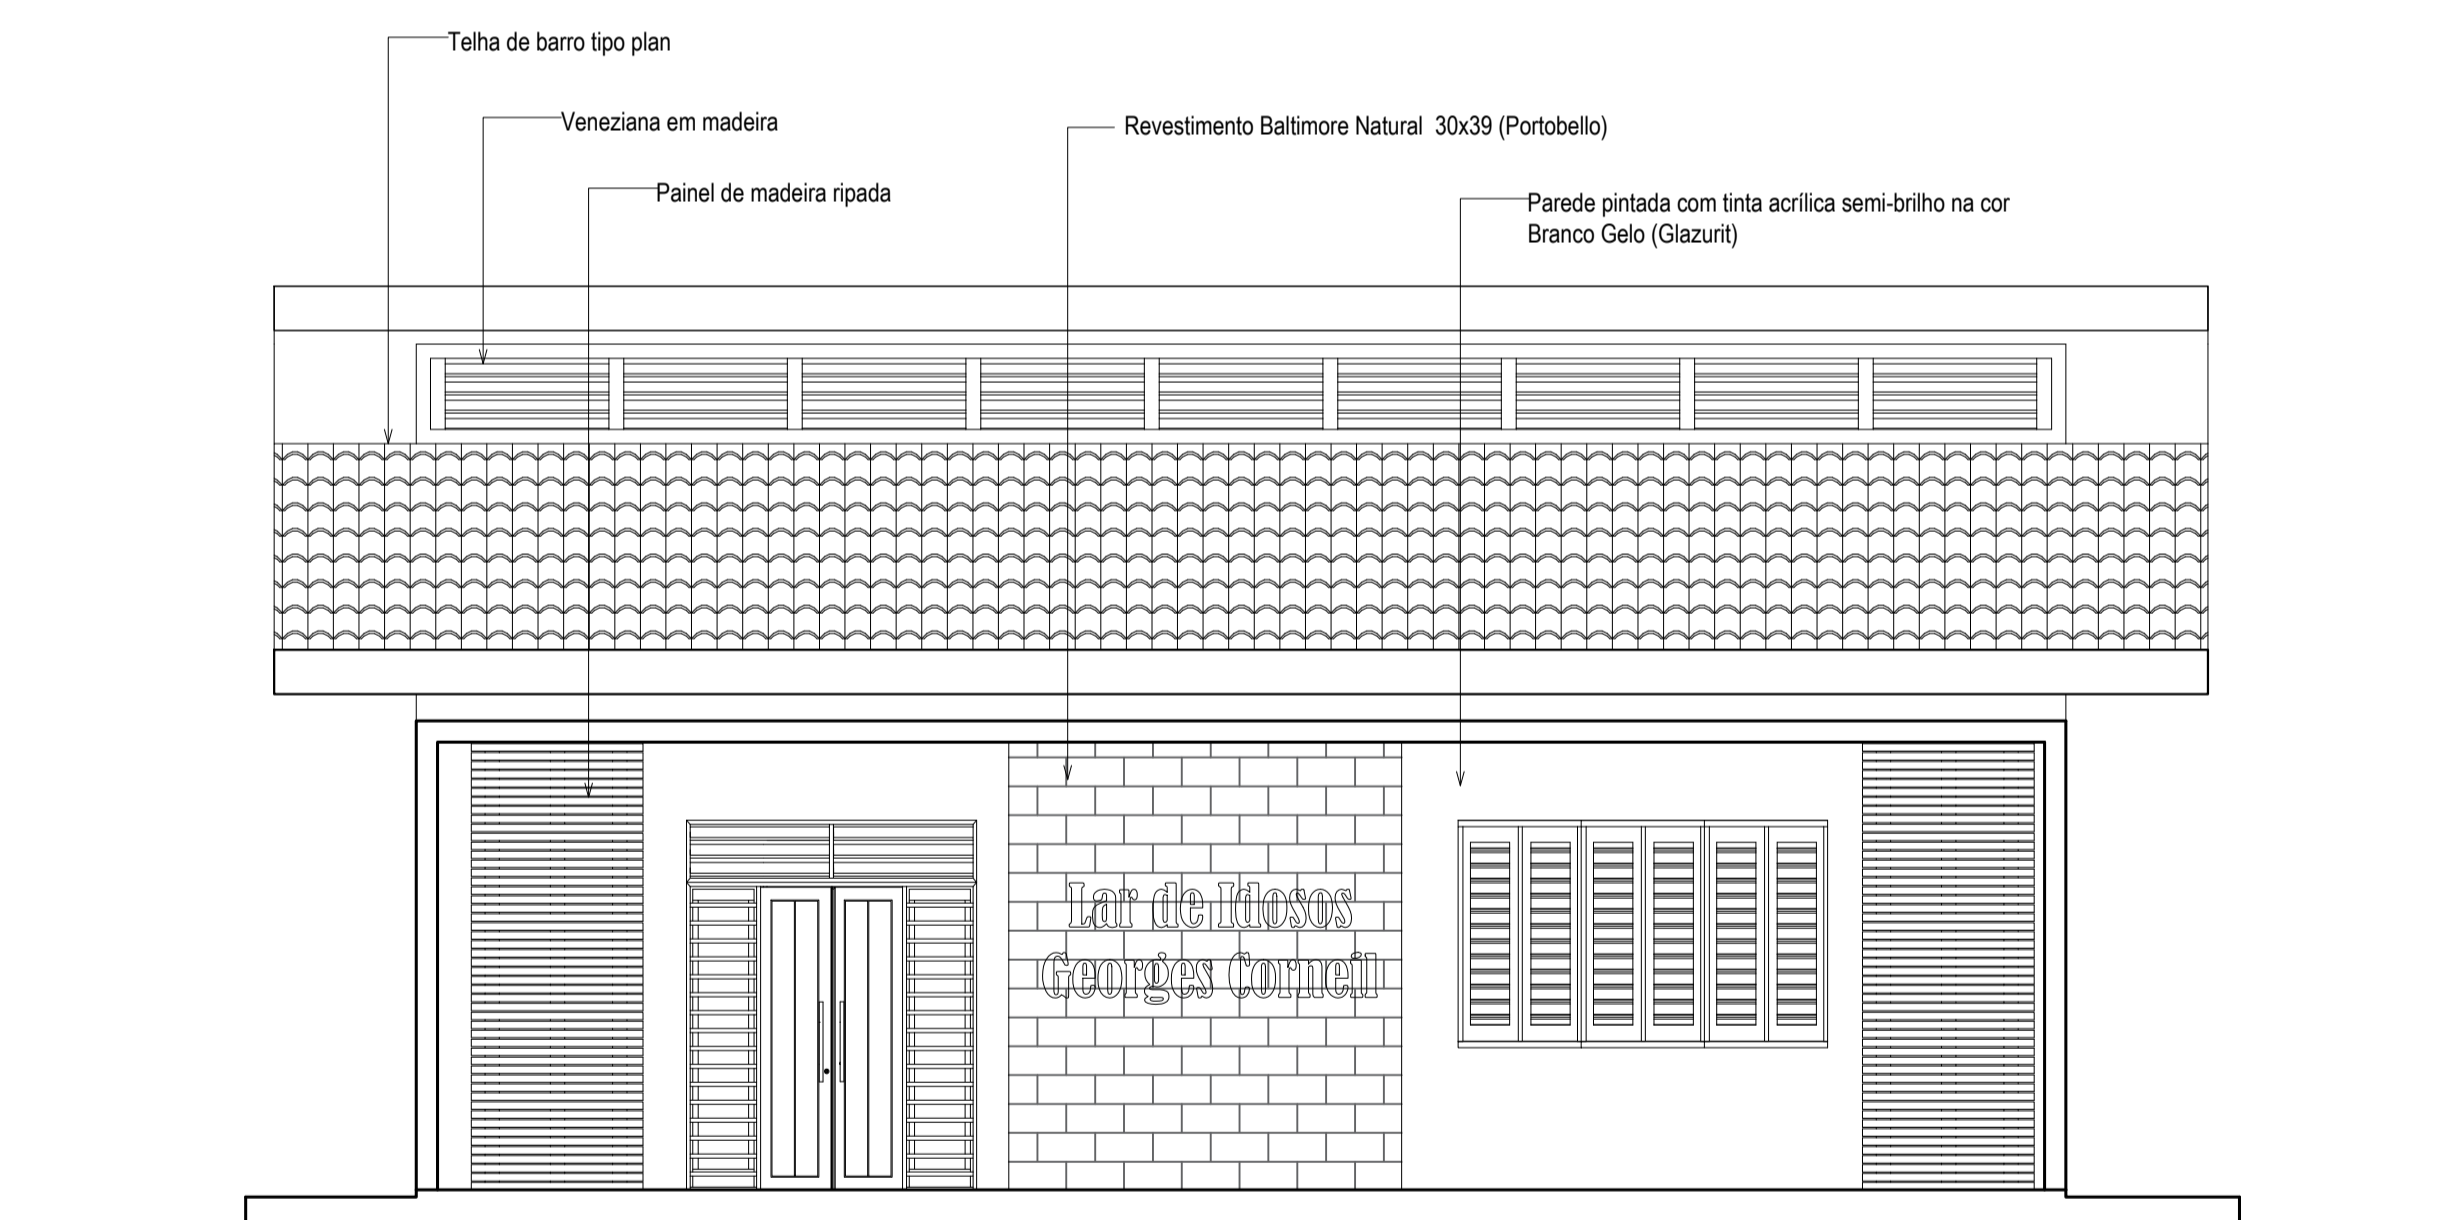 Telha de barro tipo plan
Veneziana em madeira
Revestimento Baltimore Natural 30x39 (Portobello)
Painel de madeira ripada
Parede pintada com tinta acrílica semi-brilho na cor
Branco Gelo (Glazurit)
Lar de Idosos
Georges Corneil